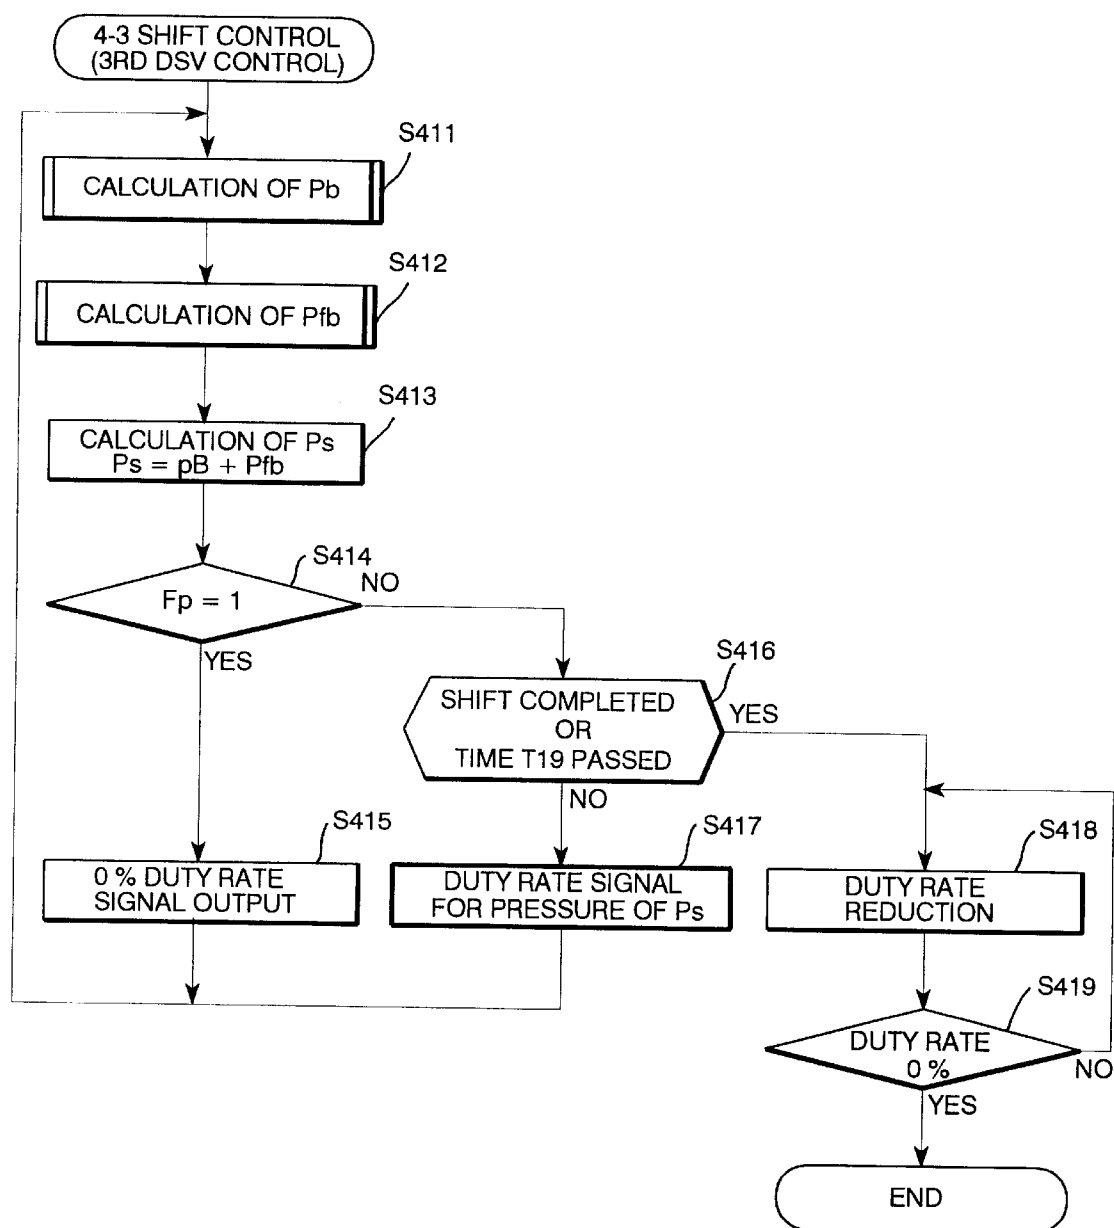 4-3 SHIFT CONTROL
(3RD DSV CONTROL)
S411
CALCULATION OF Pb
S412
CALCULATION OF Pfb
S413
CALCULATION OF Ps
Ps = pB + Pfb
S414
NO
Fp = 1
YES
S416
SHIFT COMPLETED
OR
TIME T19 PASSED
YES
NO
S415
0 % DUTY RATE
SIGNAL OUTPUT
S417
DUTY RATE SIGNAL
FOR PRESSURE OF Ps
S418
DUTY RATE
REDUCTION
S419
DUTY RATE
0 %
NO
YES
END